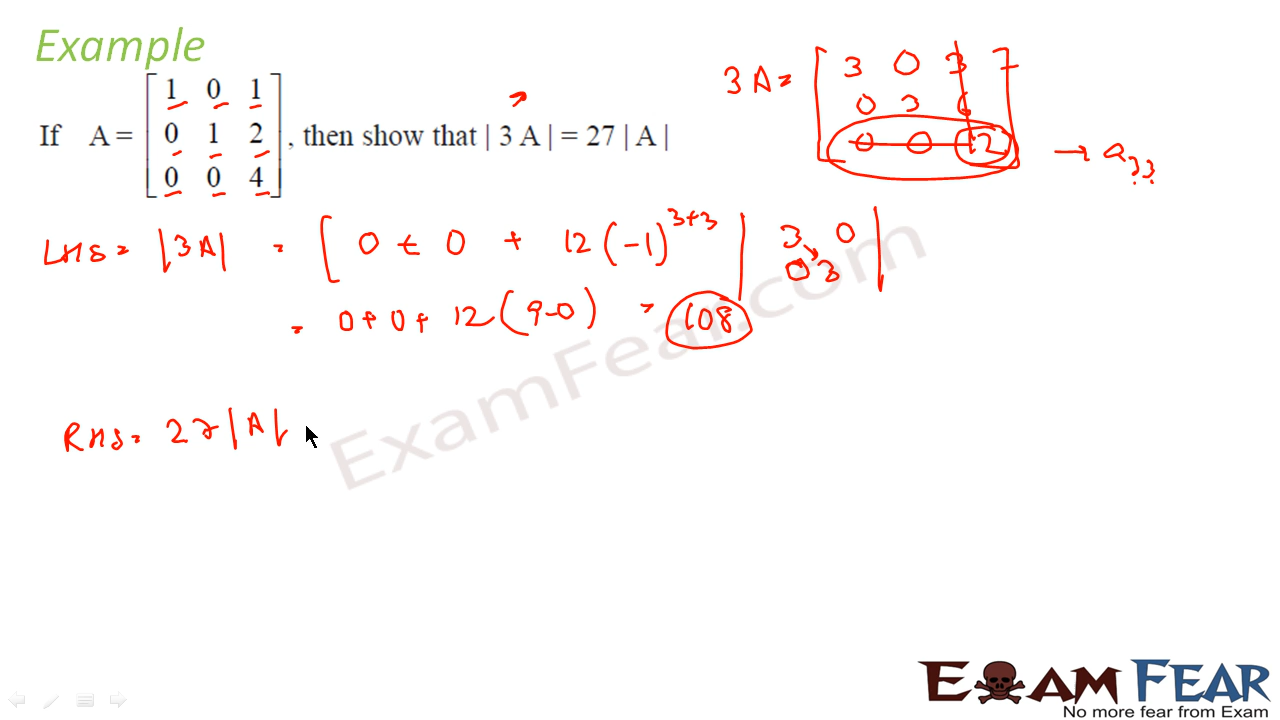 Example
If A = [ 1 0 1
0 1 2
0 0 4 ] , then show that | 3 A | = 27 | A |
3A = [ 3 0 3
0 3 6
0 0 12 ] → a33
LHS = |3A| = [ 0 + 0 + 12 (-1)^3+3 | 3 0
0 3 |
= 0 + 0 + 12 ( 9-0 ) = 108
RHS = 27 |A|
ExamFear.com
EXAM FEAR
No more fear from Exam